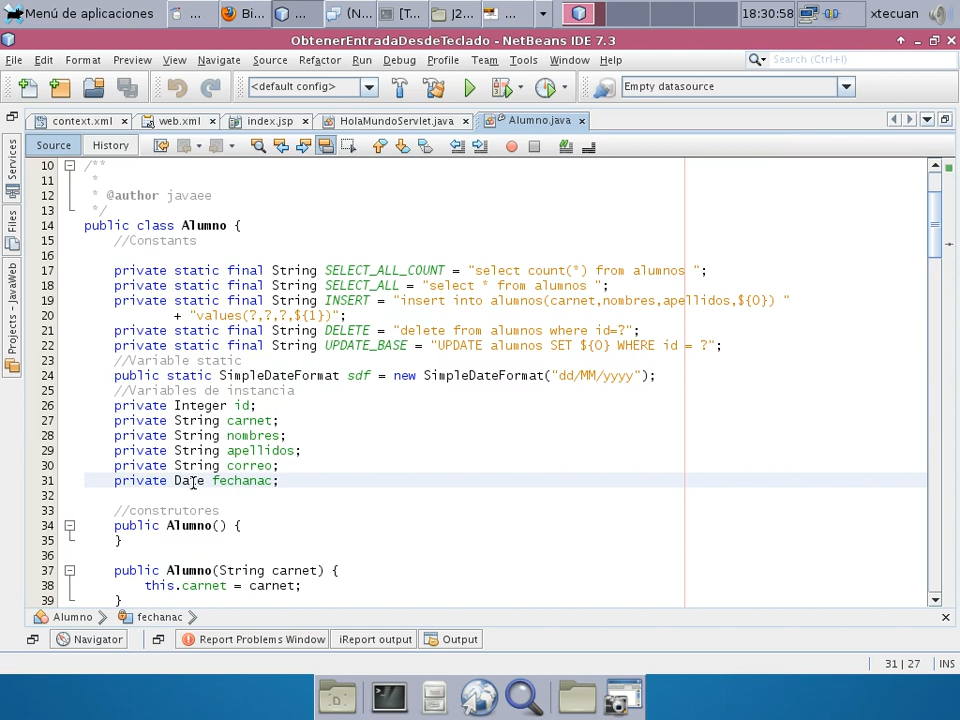 Menú de aplicaciones
...
Bi...
...
(N...
[T...
J2...
...
18:30:58
xtecuan
ObtenerEntradaDesdeTeclado - NetBeans IDE 7.3
File Edit Format Preview View Navigate Source Refactor Run Debug Profile Team Tools Window Help
Search (Ctrl+I)
<default config>
Empty datasource
context.xml
web.xml
index.jsp
HolaMundoServlet.java
Alumno.java
Source
History
Services
Files
Projects - JavaWeb
10 /**
11 *
12 * @author javaee
13 */
14 public class Alumno {
15 //Constants
16
17 private static final String SELECT_ALL_COUNT = "select count(*) from alumnos ";
18 private static final String SELECT_ALL = "select * from alumnos ";
19 private static final String INSERT = "insert into alumnos(carnet,nombres,apellidos,${0}) "
20 + "values(?,?,?,${1})";
21 private static final String DELETE = "delete from alumnos where id=?";
22 private static final String UPDATE_BASE = "UPDATE alumnos SET ${0} WHERE id = ?";
23 //Variable static
24 public static SimpleDateFormat sdf = new SimpleDateFormat("dd/MM/yyyy");
25 //Variables de instancia
26 private Integer id;
27 private String carnet;
28 private String nombres;
29 private String apellidos;
30 private String correo;
31 private Date fechanac;
32
33 //construtores
34 public Alumno() {
35 }
36
37 public Alumno(String carnet) {
38 this.carnet = carnet;
39 }
Alumno
fechanac
Navigator
Report Problems Window
iReport output
Output
31 | 27
INS